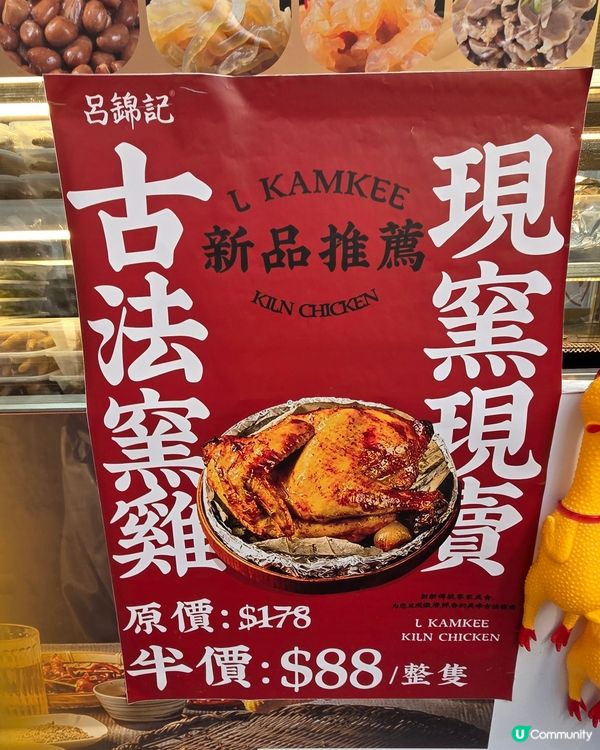 呂錦記
古法窯雞
L KAMKEE
新品推薦
KILN CHICKEN
現窯現賣
L KAMKEE
KILN CHICKEN
原價:$178
半價:$88/整隻
U Community